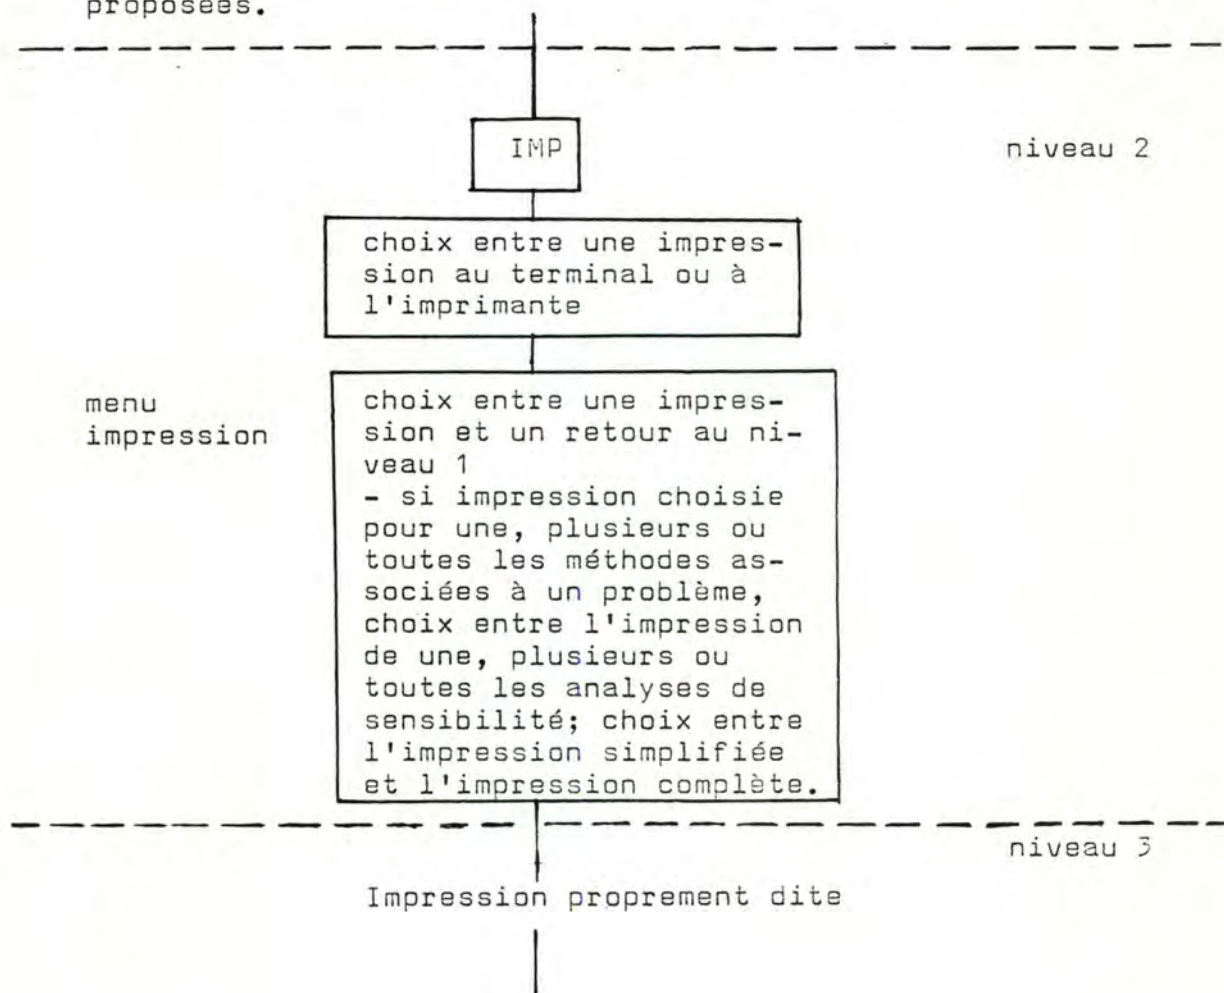 proposées.
IMP
niveau 2
choix entre une impres-
sion au terminal ou à
l'imprimante
menu
impression
choix entre une impres-
sion et un retour au ni-
veau 1
- si impression choisie
pour une, plusieurs ou
toutes les méthodes as-
sociées à un problème,
choix entre l'impression
de une, plusieurs ou
toutes les analyses de
sensibilité; choix entre
l'impression simplifiée
et l'impression complète.
niveau 3
Impression proprement dite